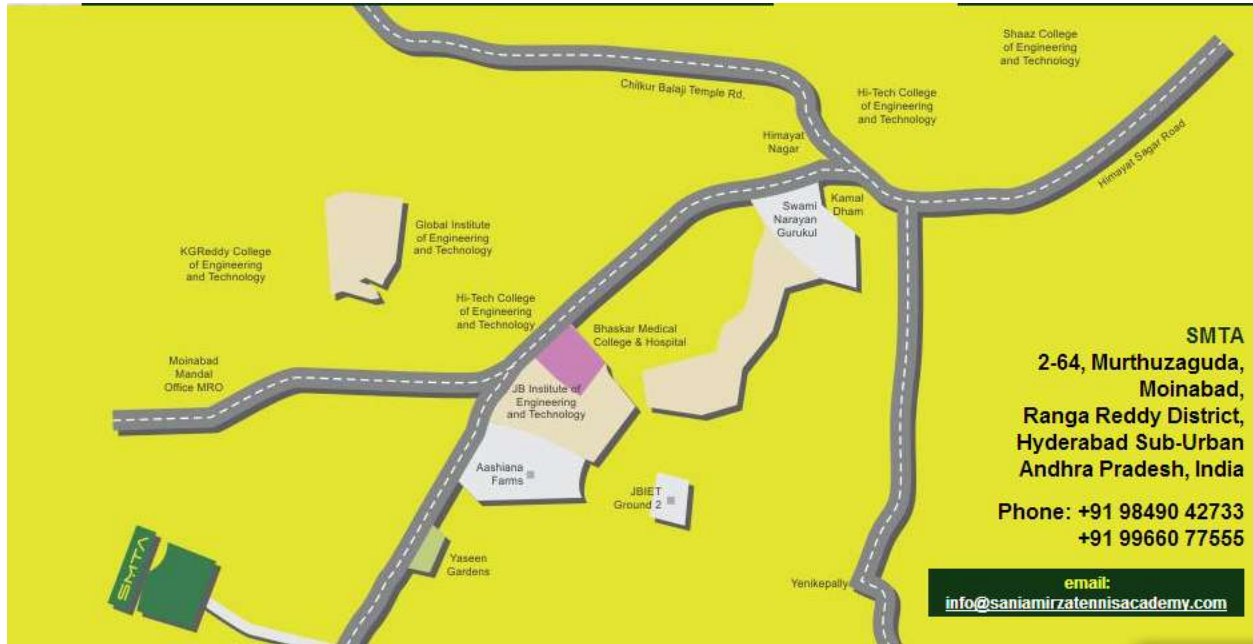 Shaaz College
of Engineering
and Technology
Chilkur Balaji Temple Rd.
Hi-Tech College
of Engineering
and Technology
Himayat
Nagar
Himayat Sagar Road
Kamal
Dham
Swami
Narayan
Gurukul
Global Institute
of Engineering
and Technology
KGReddy College
of Engineering
and Technology
Hi-Tech College
of Engineering
and Technology
Bhaskar Medical
College & Hospital
Moinabad
Mandal
Office MRO
JB Institute of
Engineering
and Technology
Aashiana
Farms
JBIET
Ground 2
Yaseen
Gardens
Yenikepally
SMTA
SMTA
2-64, Murthuzaguda,
Moinabad,
Ranga Reddy District,
Hyderabad Sub-Urban
Andhra Pradesh, India
Phone: +91 98490 42733
+91 99660 77555
email:
info@saniamirzatennisacademy.com